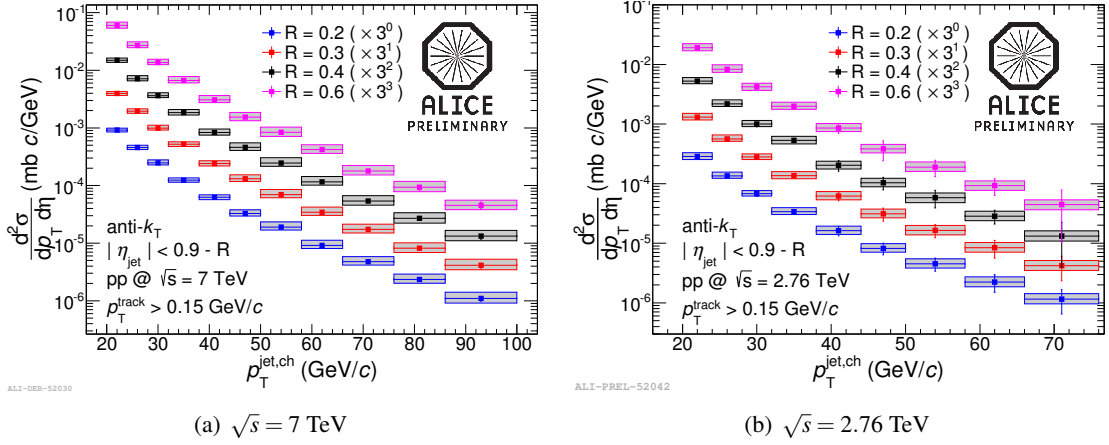 10⁻¹
10⁻²
10⁻³
10⁻⁴
10⁻⁵
10⁻⁶
d²σ/dp_T dη (mb c/GeV)
R = 0.2 ( × 3⁰)
R = 0.3 ( × 3¹)
R = 0.4 ( × 3²)
R = 0.6 ( × 3³)
ALICE
PRELIMINARY
anti-k_T
| η_jet | < 0.9 - R
pp @ √s = 7 TeV
p_T^track > 0.15 GeV/c
20 30 40 50 60 70 80 90 100
p_T^jet,ch (GeV/c)
ALI-DER-52030
(a) √s = 7 TeV
10⁻¹
10⁻²
10⁻³
10⁻⁴
10⁻⁵
10⁻⁶
d²σ/dp_T dη (mb c/GeV)
R = 0.2 ( × 3⁰)
R = 0.3 ( × 3¹)
R = 0.4 ( × 3²)
R = 0.6 ( × 3³)
ALICE
PRELIMINARY
anti-k_T
| η_jet | < 0.9 - R
pp @ √s = 2.76 TeV
p_T^track > 0.15 GeV/c
20 30 40 50 60 70
p_T^jet,ch (GeV/c)
ALI-PREL-52042
(b) √s = 2.76 TeV